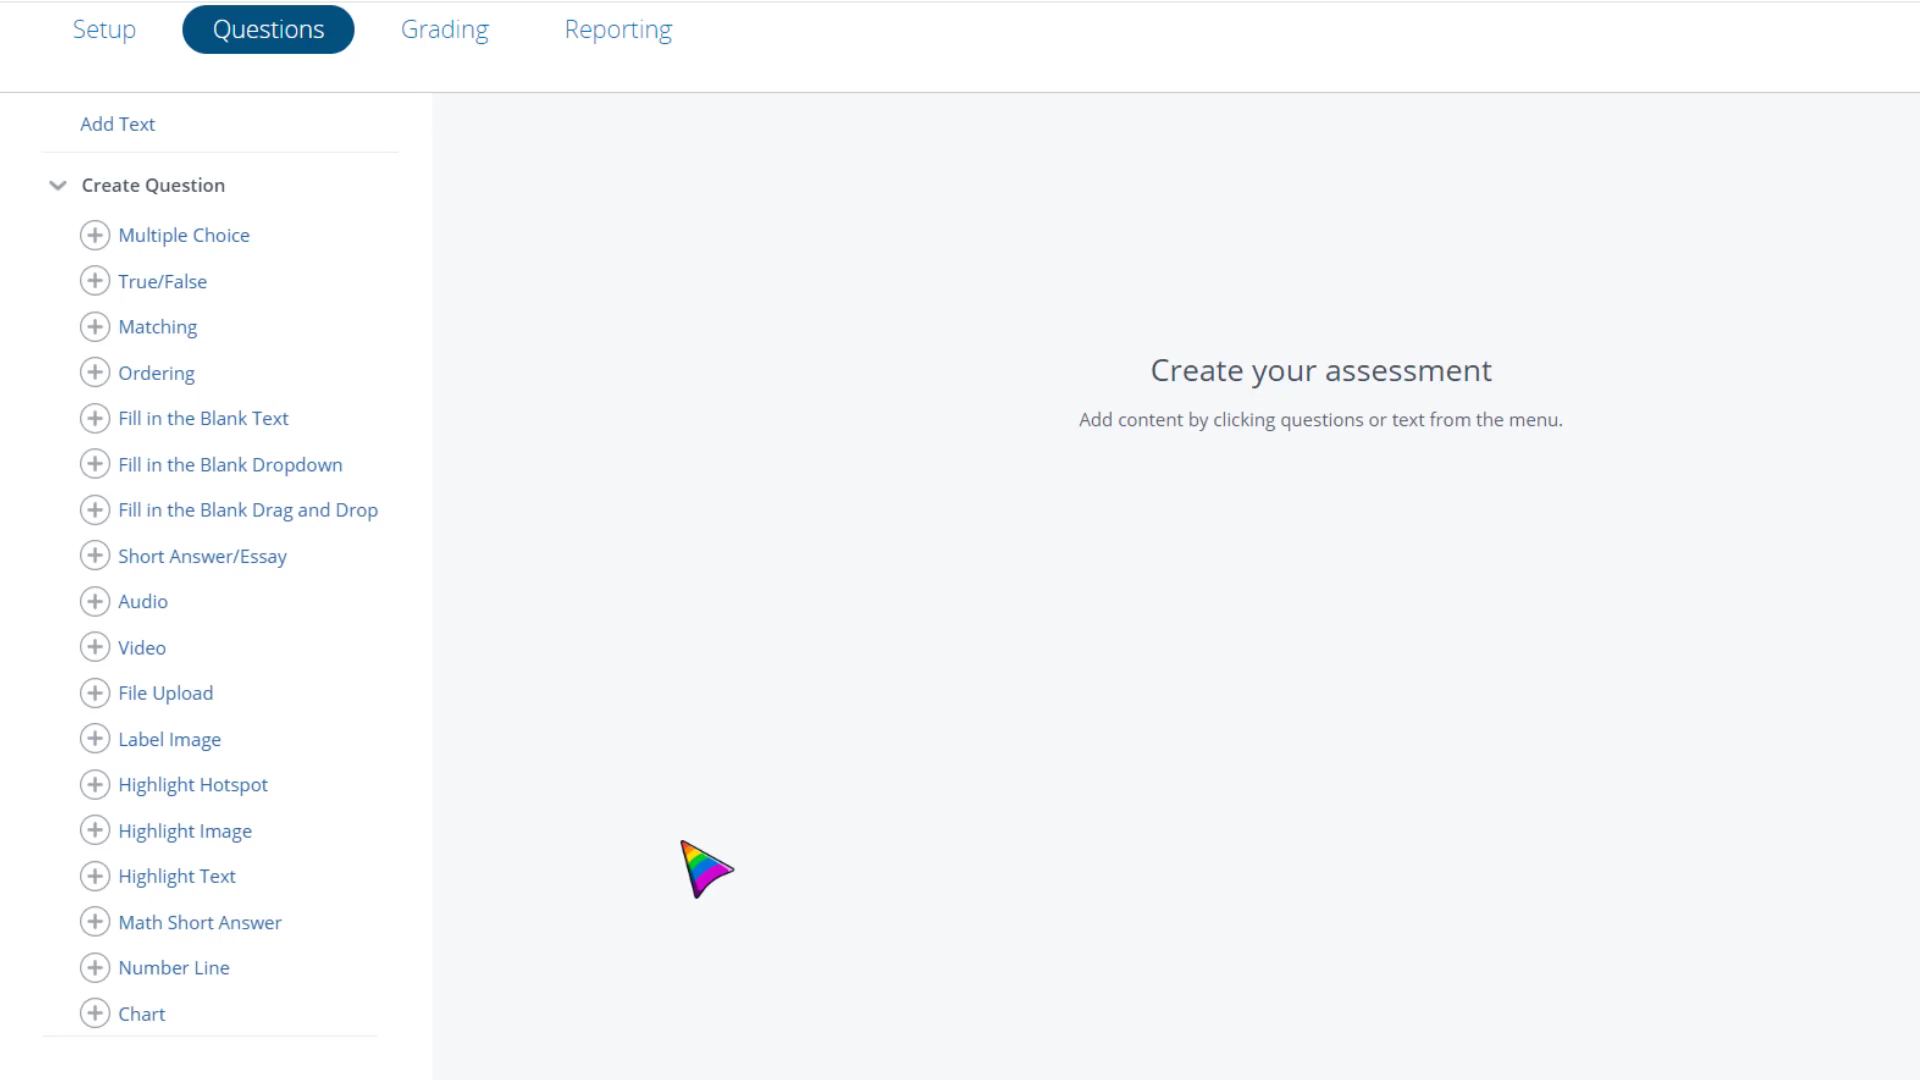 Setup
Questions
Grading
Reporting
Add Text
Create Question
Multiple Choice
True/False
Matching
Ordering
Fill in the Blank Text
Fill in the Blank Dropdown
Fill in the Blank Drag and Drop
Short Answer/Essay
Audio
Video
File Upload
Label Image
Highlight Hotspot
Highlight Image
Highlight Text
Math Short Answer
Number Line
Chart
Create your assessment
Add content by clicking questions or text from the menu.